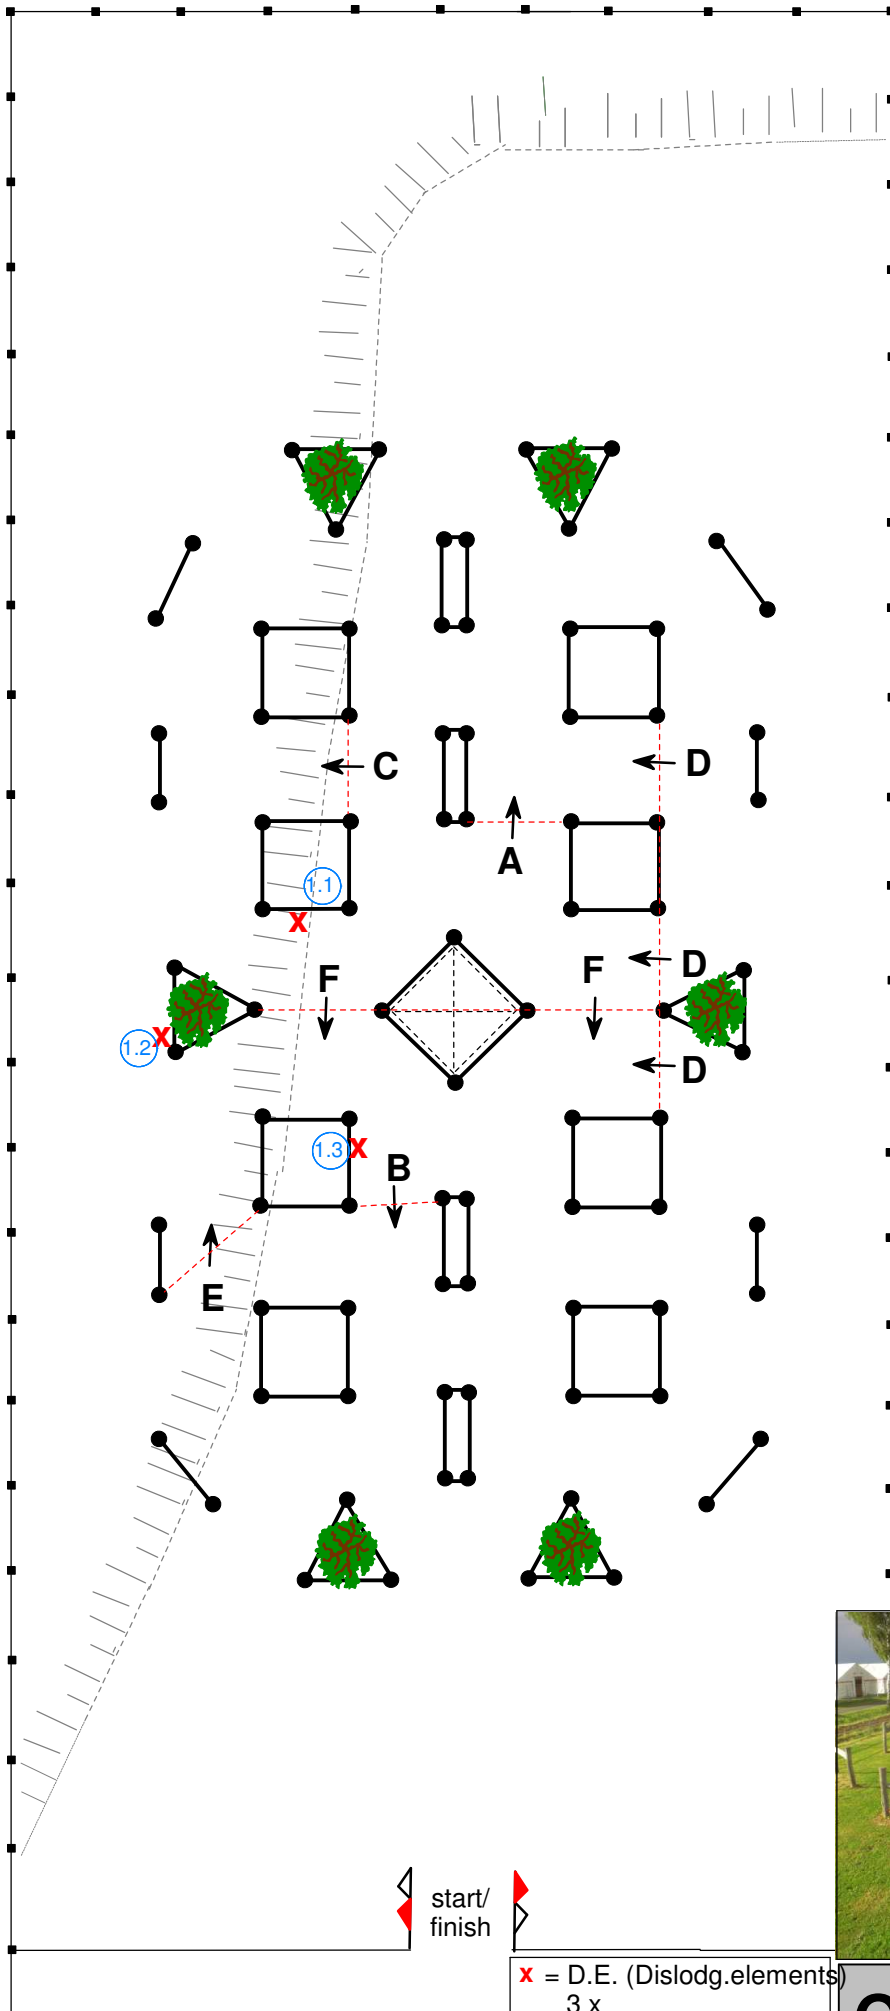 C
D
A
1.1
F
F
D
1.2
D
1.3
B
E
start/
finish
x = D.E. (Dislodg.elements)
3 x